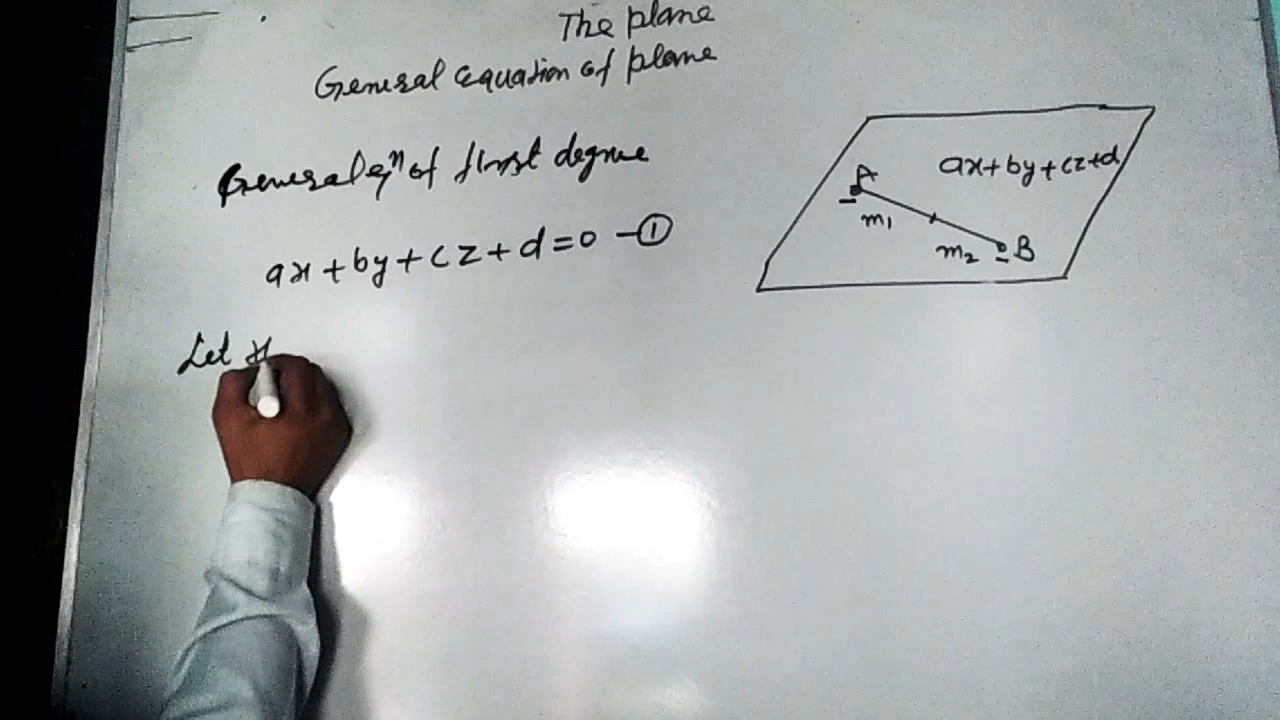 The plane
General equation of plane
General eqⁿ of first degree
ax + by + cz + d = 0 - ①
Let
A
ax + by + cz + d
m₁
m₂
B